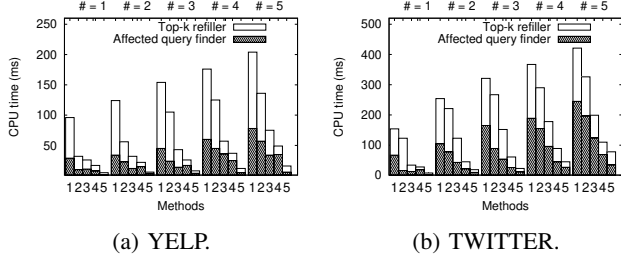 # = 1 # = 2 # = 3 # = 4 # = 5
250
200
150
100
50
CPU time (ms)
Top-k refiller
Affected query finder
12345 12345 12345 12345 12345
Methods
(a) YELP.
# = 1 # = 2 # = 3 # = 4 # = 5
500
400
300
200
100
0
CPU time (ms)
Top-k refiller
Affected query finder
12345 12345 12345 12345 12345
Methods
(b) TWITTER.